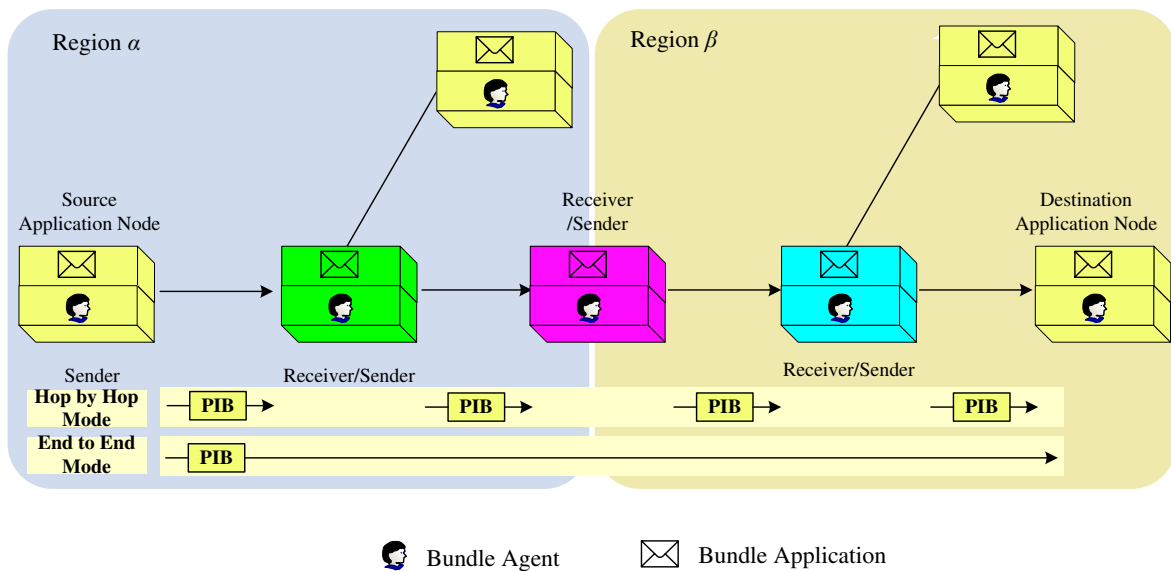 Region α
Region β
Source
Application Node
Receiver
/Sender
Destination
Application Node
Sender
Receiver/Sender
Receiver/Sender
Hop by Hop
Mode
PIB
PIB
PIB
PIB
End to End
Mode
PIB
Bundle Agent
Bundle Application